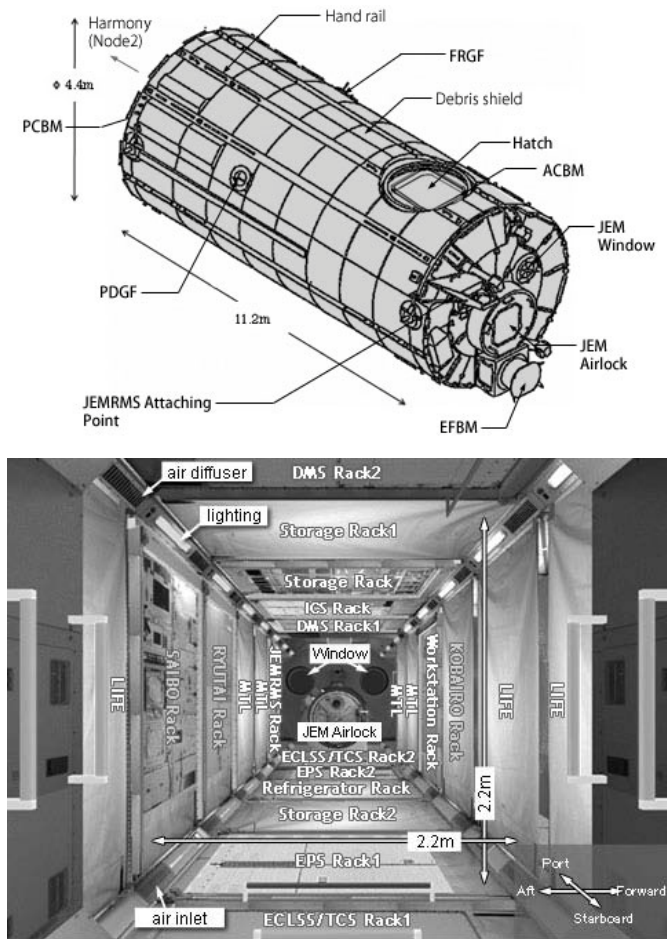 Harmony
(Node2)
Hand rail
FRGF
Φ 4.4m
Debris shield
PCBM
Hatch
ACBM
JEM
Window
PDGF
11.2m
JEM
Airlock
JEMRMS Attaching
Point
EFBM
air diffuser
DMS Rack2
lighting
Storage Rack1
Storage Rack
ICS Rack
DMS Rack1
Window
LIFE
SAIBO Rack
RYUTAI Rack
MTL
MTL
JEMRMS Rack
MTL
MTL
Workstation Rack
KOBAIRO Rack
LIFE
LIFE
JEM Airlock
ECLSS/TCS Rack2
EPS Rack2
Refrigerator Rack
Storage Rack2
2.2m
2.2m
EPS Rack1
Port
Aft
Forward
Starboard
air inlet
ECLSS/TCS Rack1